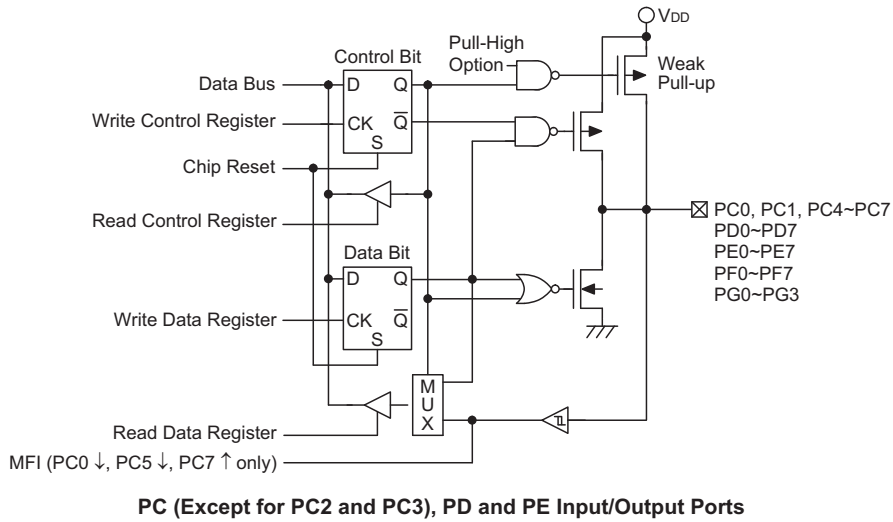 VDD
Pull-High
Option
Weak
Pull-up
Control Bit
Data Bus
D
Q
Write Control Register
CK
Q
S
Chip Reset
Read Control Register
PC0, PC1, PC4~PC7
PD0~PD7
PE0~PE7
PF0~PF7
PG0~PG3
Data Bit
D
Q
Write Data Register
CK
Q
S
M
U
X
Read Data Register
MFI (PC0 ↓, PC5 ↓, PC7 ↑ only)
PC (Except for PC2 and PC3), PD and PE Input/Output Ports